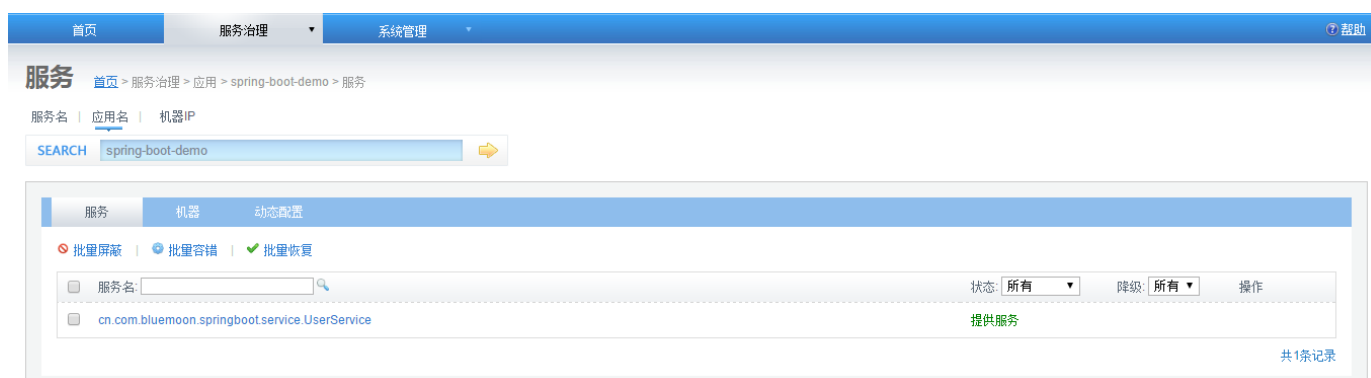 首页 服务治理 ▼ 系统管理 ▼ 帮助
服务 首页 > 服务治理 > 应用 > spring-boot-demo > 服务
服务名 | 应用名 | 机器IP
SEARCH spring-boot-demo
服务 机器 动态配置
批量屏蔽 | 批量容错 | 批量恢复
服务名: 状态: 所有 ▼ 降级: 所有 ▼ 操作
cn.com.bluemoon.springboot.service.UserService 提供服务
共1条记录